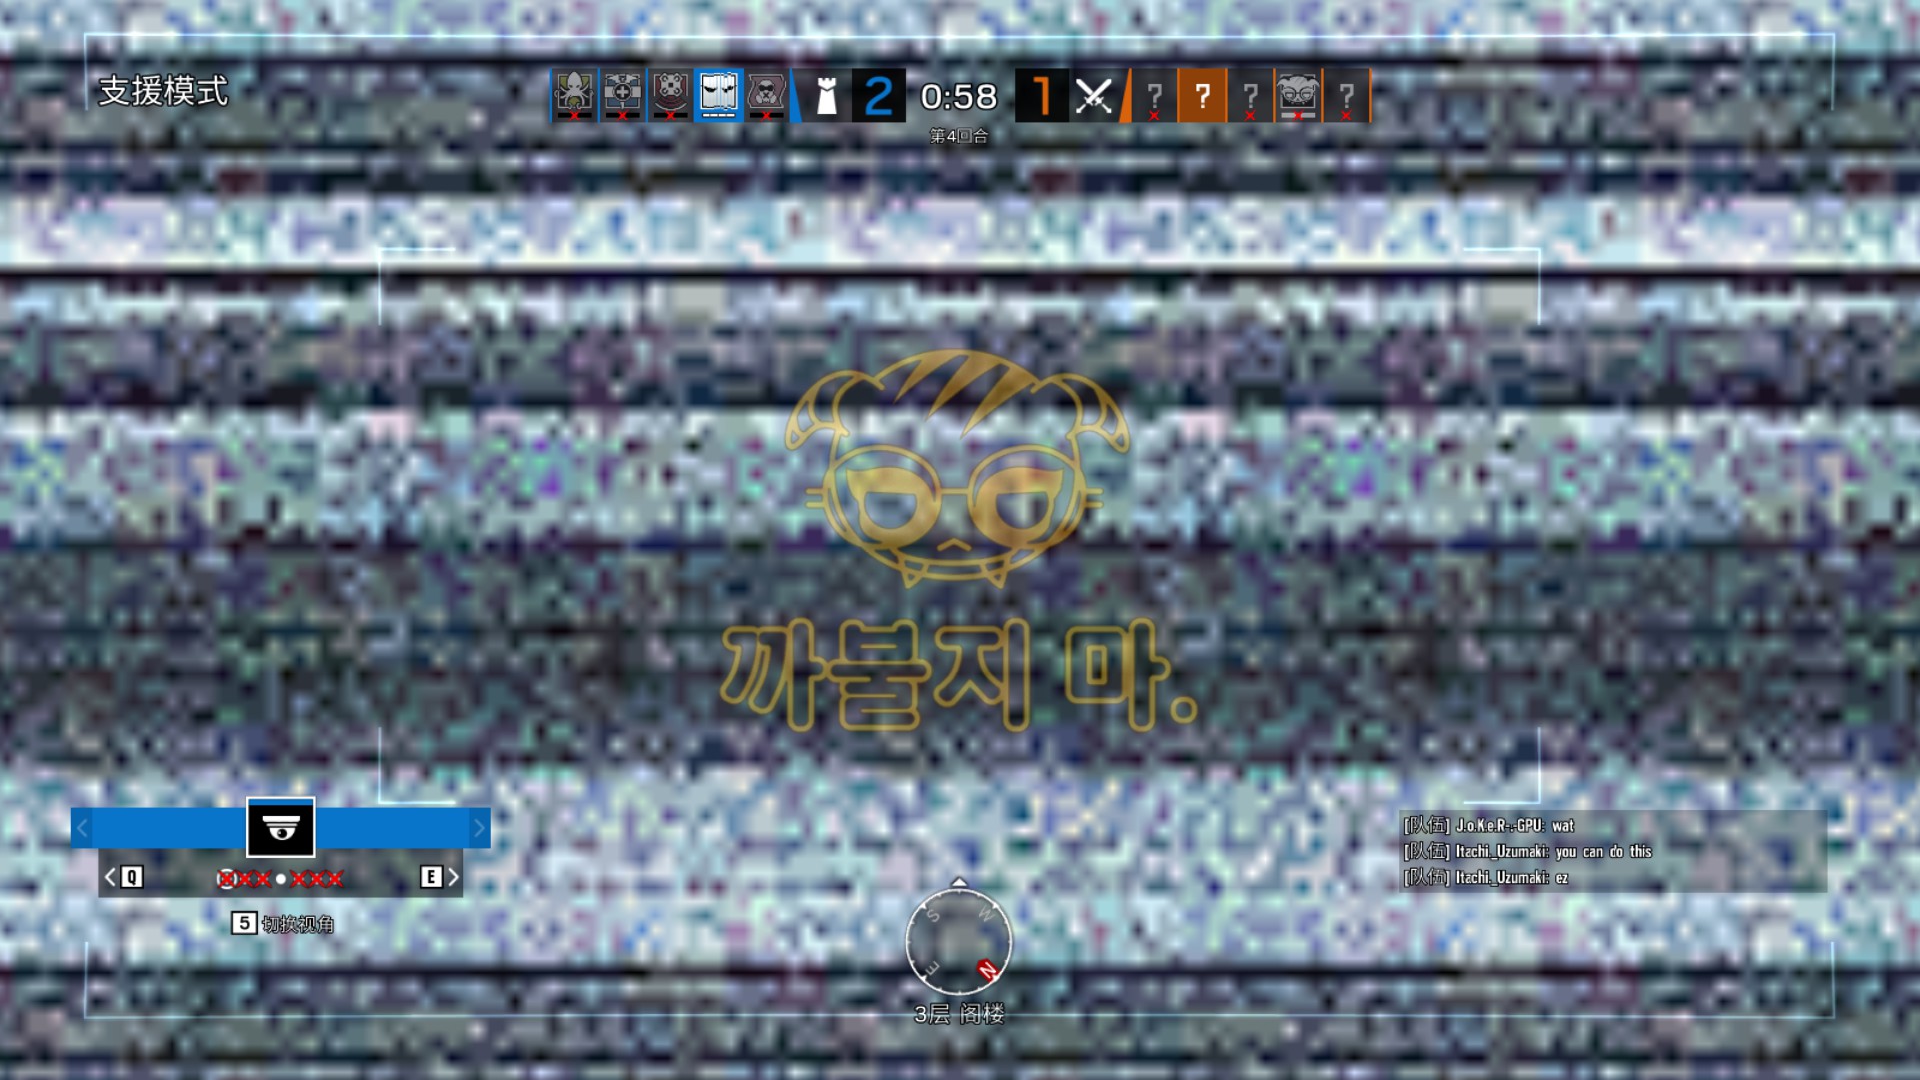 支援模式
2 0:58 1
? ? ? ?
第4回合
까불지 마.
Q E
5 切换视角
[队伍] J.o.K.e.R-.-GPU: wat
[队伍] Itachi_Uzumaki: you can do this
[队伍] Itachi_Uzumaki: ez
S W
E N
3层 阁楼